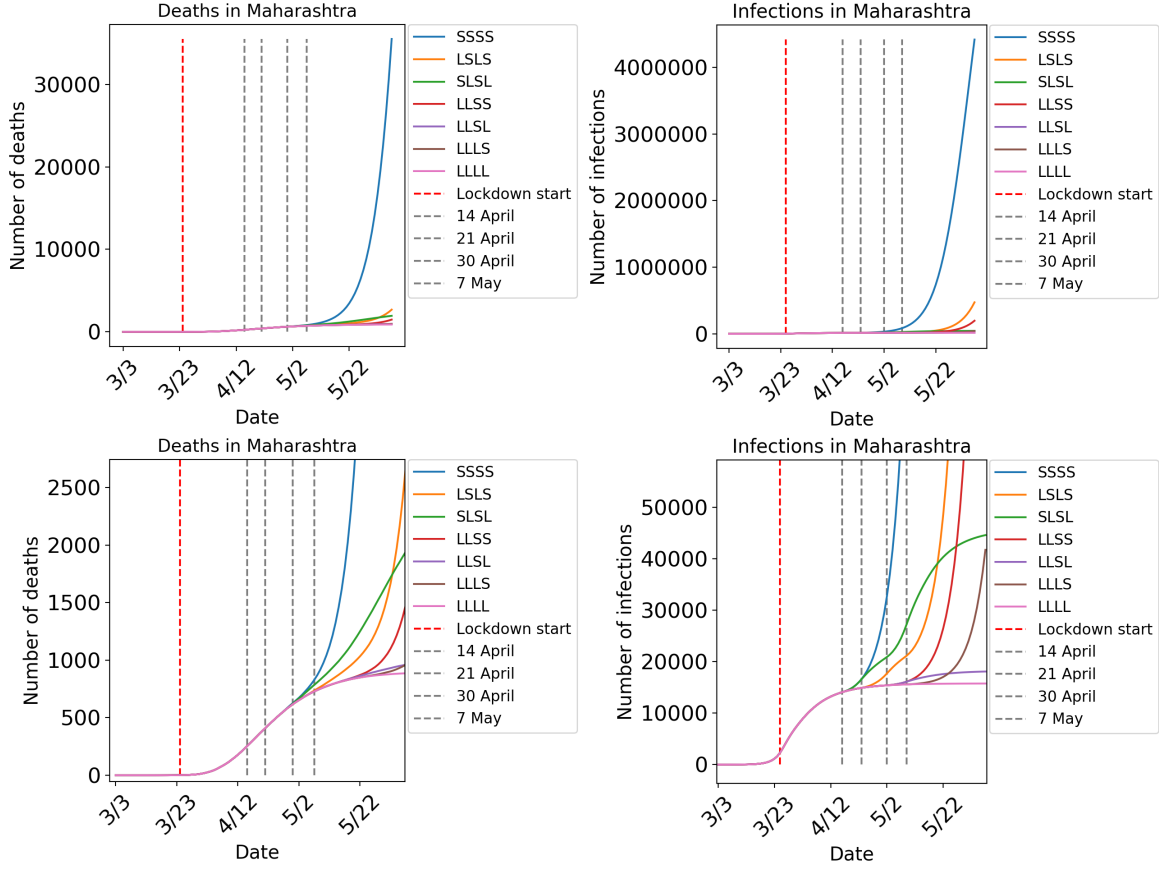 Deaths in Maharashtra
Number of deaths
30000
20000
10000
0
3/3
3/23
4/12
5/2
5/22
Date
SSSS
LSLS
SLSL
LLSS
LLSL
LLLS
LLLL
Lockdown start
14 April
21 April
30 April
7 May
Infections in Maharashtra
Number of infections
4000000
3000000
2000000
1000000
0
3/3
3/23
4/12
5/2
5/22
Date
SSSS
LSLS
SLSL
LLSS
LLSL
LLLS
LLLL
Lockdown start
14 April
21 April
30 April
7 May
Deaths in Maharashtra
Number of deaths
2500
2000
1500
1000
500
0
3/3
3/23
4/12
5/2
5/22
Date
SSSS
LSLS
SLSL
LLSS
LLSL
LLLS
LLLL
Lockdown start
14 April
21 April
30 April
7 May
Infections in Maharashtra
Number of infections
50000
40000
30000
20000
10000
0
3/3
3/23
4/12
5/2
5/22
Date
SSSS
LSLS
SLSL
LLSS
LLSL
LLLS
LLLL
Lockdown start
14 April
21 April
30 April
7 May